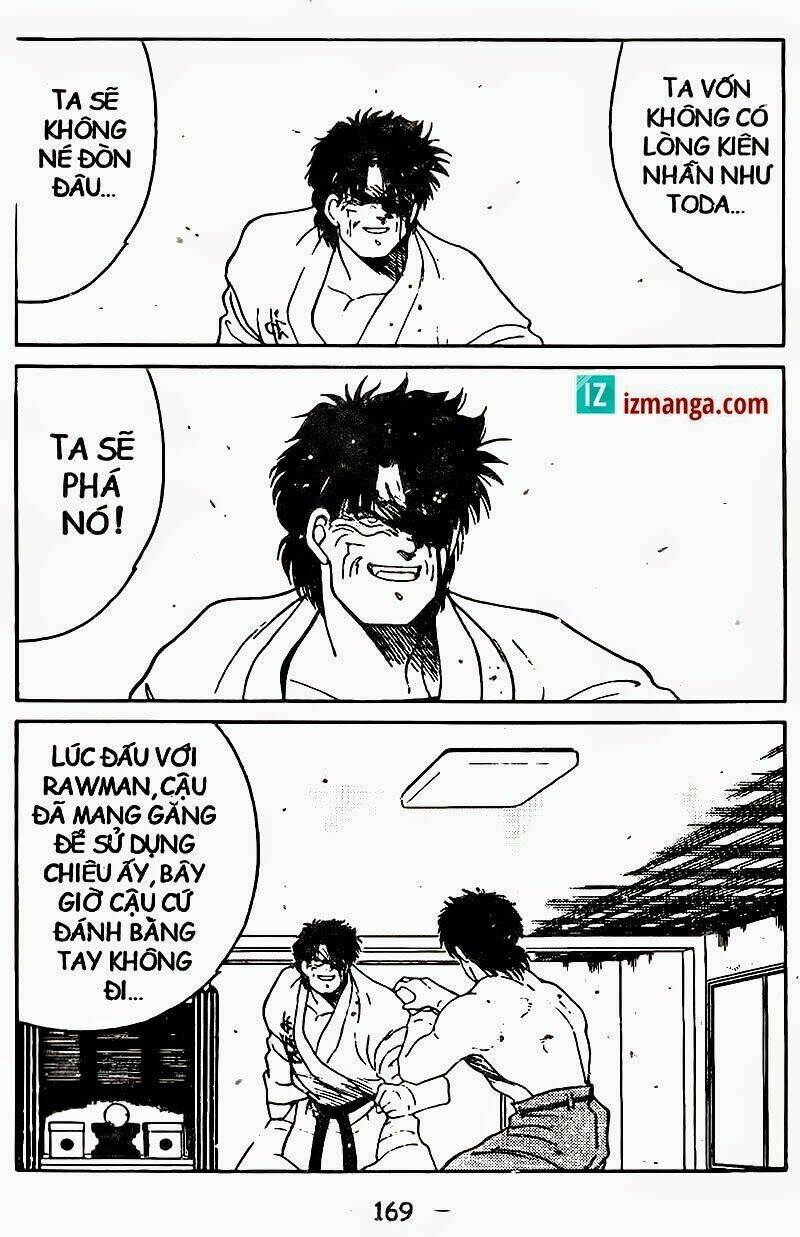 TA VỐN
KHÔNG CÓ
LÒNG KIÊN
NHẪN NHƯ
TODA...
TA SẼ
KHÔNG
NÉ ĐÒN
ĐÂU...
IZ izmanga.com
TA SẼ
PHÁ
NÓ!
LÚC ĐẤU VỚI
RAWMAN, CẬU
ĐÃ MANG GĂNG
ĐỂ SỬ DỤNG
CHIÊU ẤY, BÂY
GIỜ CẬU CỨ
ĐÁNH BẰNG
TAY KHÔNG
ĐI...
169